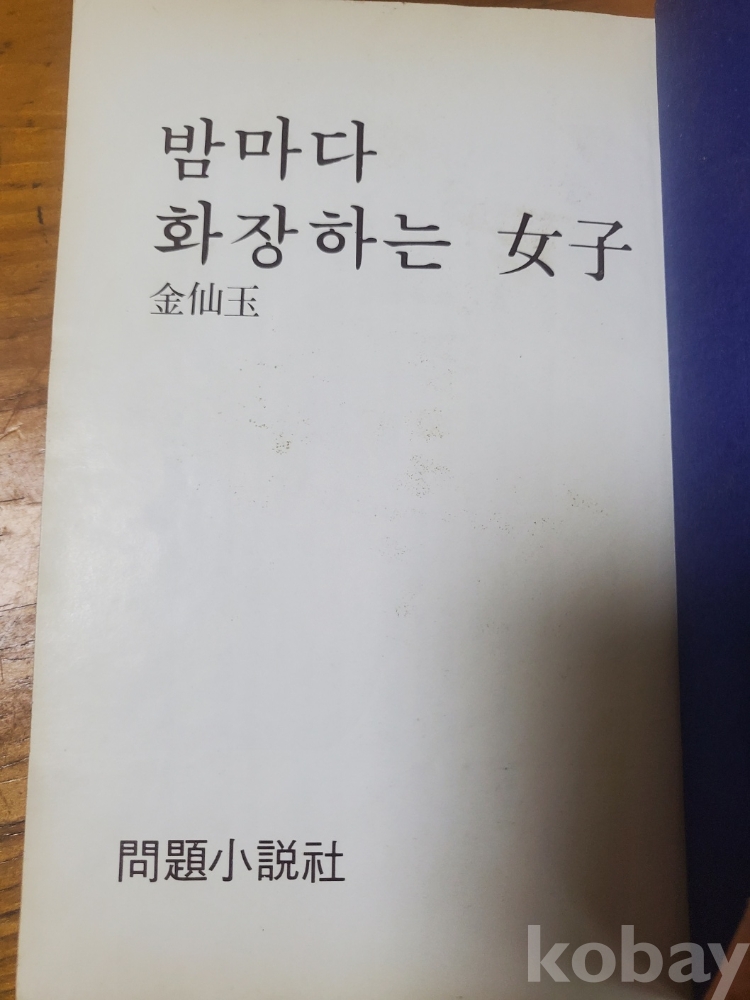 밤마다
화장하는 女子
金仙玉
問題小説社
kobay